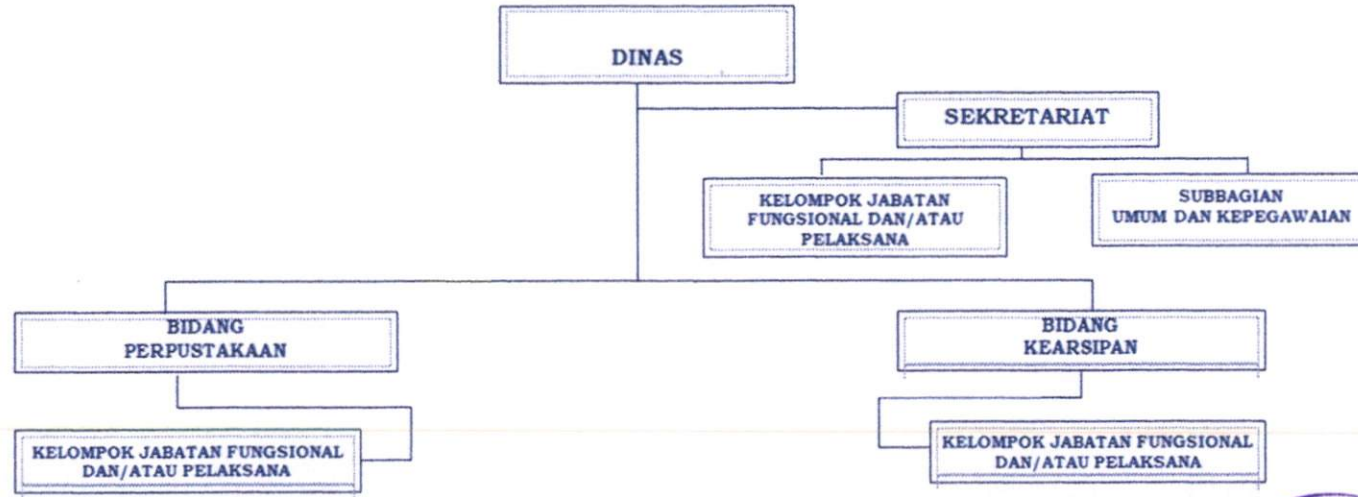 DINAS
SEKRETARIAT
KELOMPOK JABATAN
FUNGSIONAL DAN/ATAU
PELAKSANA
SUBBAGIAN
UMUM DAN KEPEGAWAIAN
BIDANG
PERPUSTAKAAN
BIDANG
KEARSIPAN
KELOMPOK JABATAN FUNGSIONAL
DAN/ATAU PELAKSANA
KELOMPOK JABATAN FUNGSIONAL
DAN/ATAU PELAKSANA